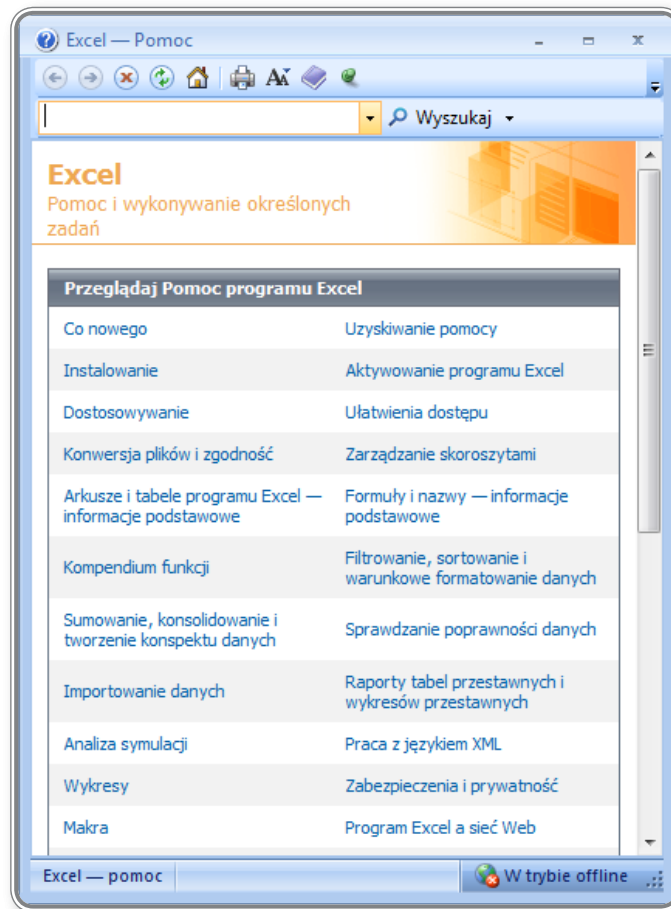 Excel — Pomoc
Wyszukaj
Excel
Pomoc i wykonywanie określonych
zadań
Przeglądaj Pomoc programu Excel
Co nowego
Uzyskiwanie pomocy
Instalowanie
Aktywowanie programu Excel
Dostosowywanie
Ułatwienia dostępu
Konwersja plików i zgodność
Zarządzanie skoroszytami
Arkusze i tabele programu Excel —
informacje podstawowe
Formuły i nazwy — informacje
podstawowe
Kompendium funkcji
Filtrowanie, sortowanie i
warunkowe formatowanie danych
Sumowanie, konsolidowanie i
tworzenie konspektu danych
Sprawdzanie poprawności danych
Importowanie danych
Raporty tabel przestawnych i
wykresów przestawnych
Analiza symulacji
Praca z językiem XML
Wykresy
Zabezpieczenia i prywatność
Makra
Program Excel a sieć Web
Excel — pomoc
W trybie offline